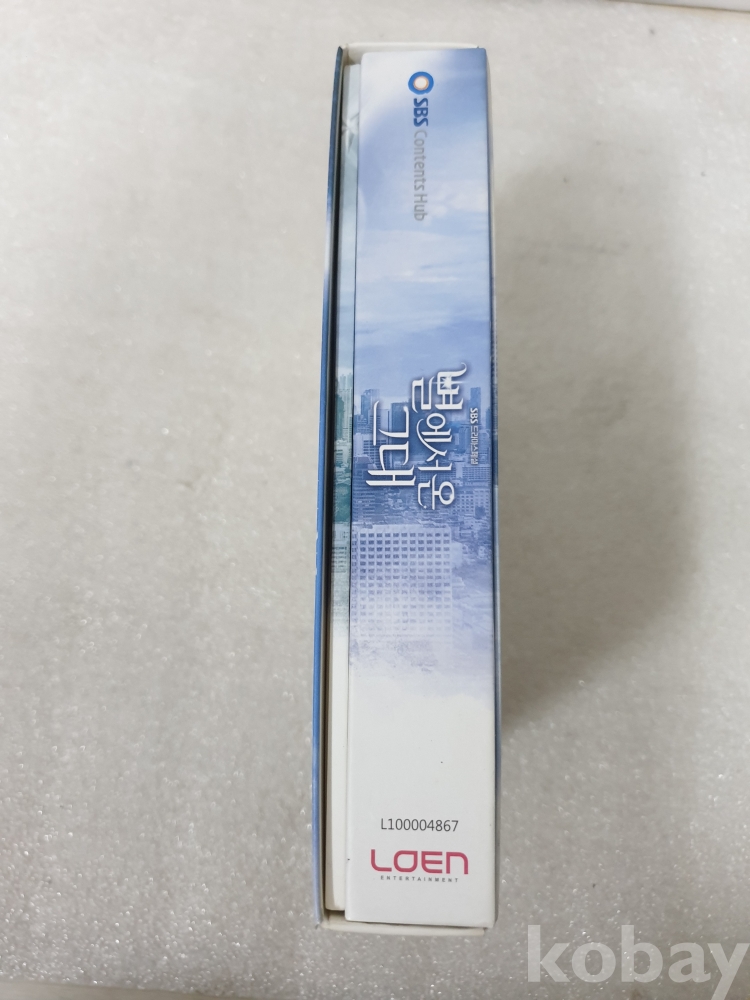 SBS Contents Hub
SBS 드라마스페셜
별에서 온
그대
L100004867
LOEN
ENTERTAINMENT
kobay